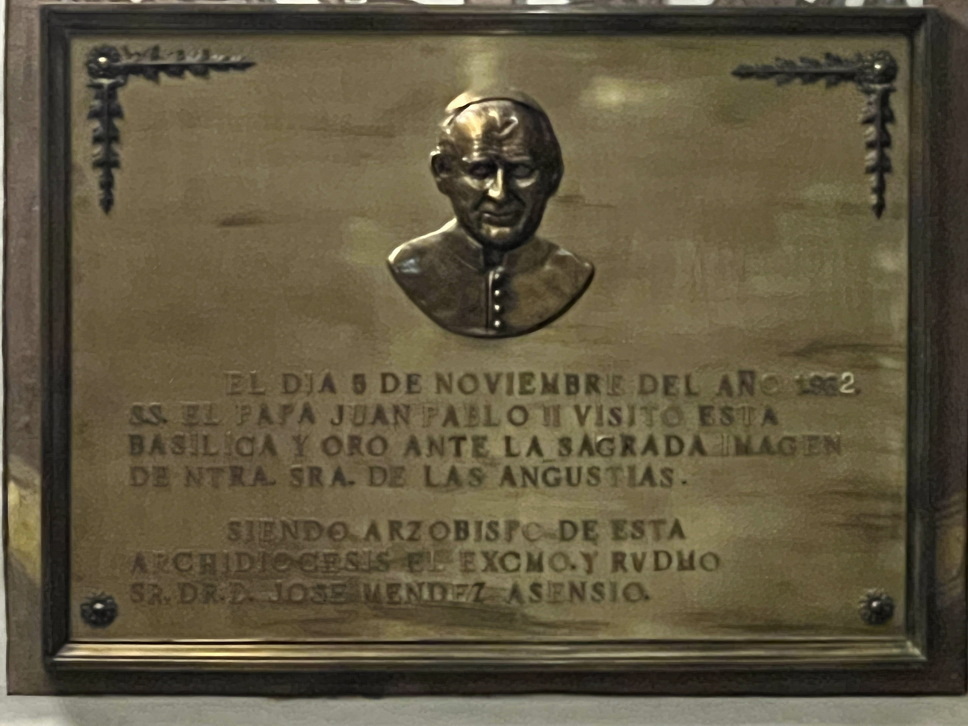 EL DIA 5 DE NOVIEMBRE DEL AÑO 1982.
SS. EL PAPA JUAN PABLO II VISITO ESTA
BASILICA Y ORO ANTE LA SAGRADA IMAGEN
DE NTRA. SRA. DE LAS ANGUSTIAS.
SIENDO ARZOBISPO DE ESTA
ARCHIDIOCESIS EL EXCMO. Y RVDMO
SR. DR. D. JOSE MENDEZ ASENSIO.